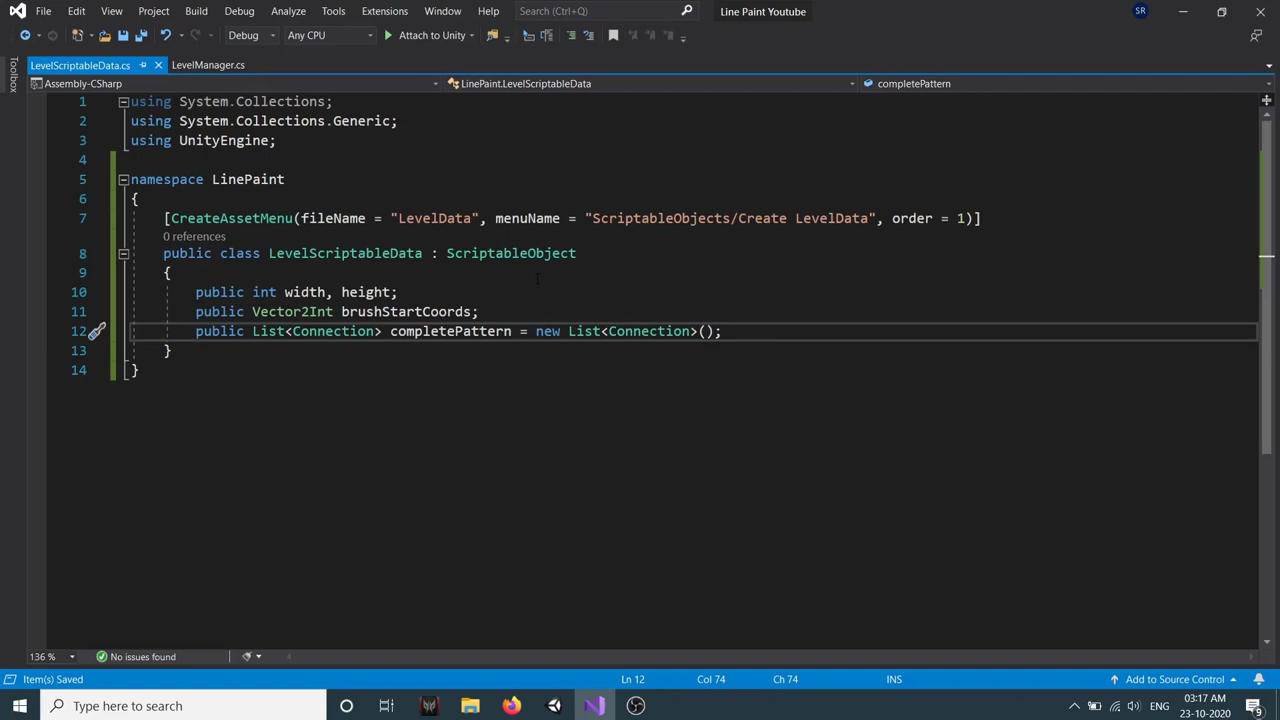 File Edit View Project Build Debug Analyze Tools Extensions Window Help Search (Ctrl+Q) Line Paint Youtube SR
Debug Any CPU Attach to Unity
LevelScriptableData.cs LevelManager.cs
Toolbox
Assembly-CSharp LinePaint.LevelScriptableData completePattern
1 using System.Collections;
2 using System.Collections.Generic;
3 using UnityEngine;
4
5 namespace LinePaint
6 {
7 [CreateAssetMenu(fileName = "LevelData", menuName = "ScriptableObjects/Create LevelData", order = 1)]
0 references
8 public class LevelScriptableData : ScriptableObject
9 {
10 public int width, height;
11 public Vector2Int brushStartCoords;
12 public List<Connection> completePattern = new List<Connection>();
13 }
14 }
136 % No issues found
Item(s) Saved Ln 12 Col 74 Ch 74 INS Add to Source Control
Type here to search ENG 03:17 AM
23-10-2020 9